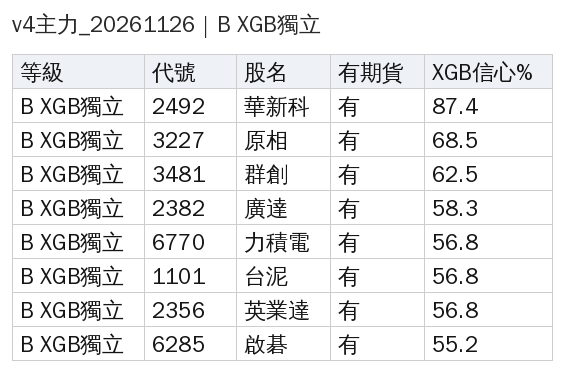 v4主力_20261126 | B XGB獨立
等級 代號 股名 有期貨 XGB信心%
B XGB獨立 2492 華新科 有 87.4
B XGB獨立 3227 原相 有 68.5
B XGB獨立 3481 群創 有 62.5
B XGB獨立 2382 廣達 有 58.3
B XGB獨立 6770 力積電 有 56.8
B XGB獨立 1101 台泥 有 56.8
B XGB獨立 2356 英業達 有 56.8
B XGB獨立 6285 啟碁 有 55.2